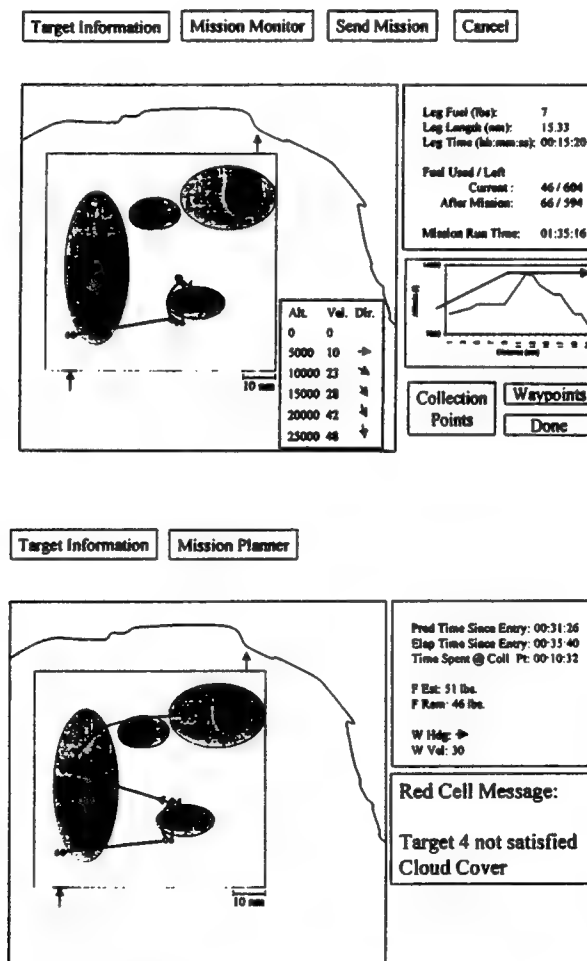 Target Information Mission Monitor Send Mission Cancel
Leg Fuel (lbs): 7
Leg Length (nm): 15.33
Leg Time (hh:mm:ss): 00:15:20
Fuel Used / Left
Current : 46 / 604
After Mission: 66 / 594
Mission Run Time: 01:35:16
Alt. Vel. Dir.
0 0
5000 10
10000 23
15000 28
20000 42
25000 48
10 nm
Collection Points
Waypoints
Done
Target Information Mission Planner
Pred Time Since Entry: 00:31:26
Elap Time Since Entry: 00:35:40
Time Spent @ Coll Pt: 00:10:32
F Est: 51 lbs.
F Rem: 46 lbs.
W Hdg:
W Vel: 30
Red Cell Message:
Target 4 not satisfied
Cloud Cover
10 nm